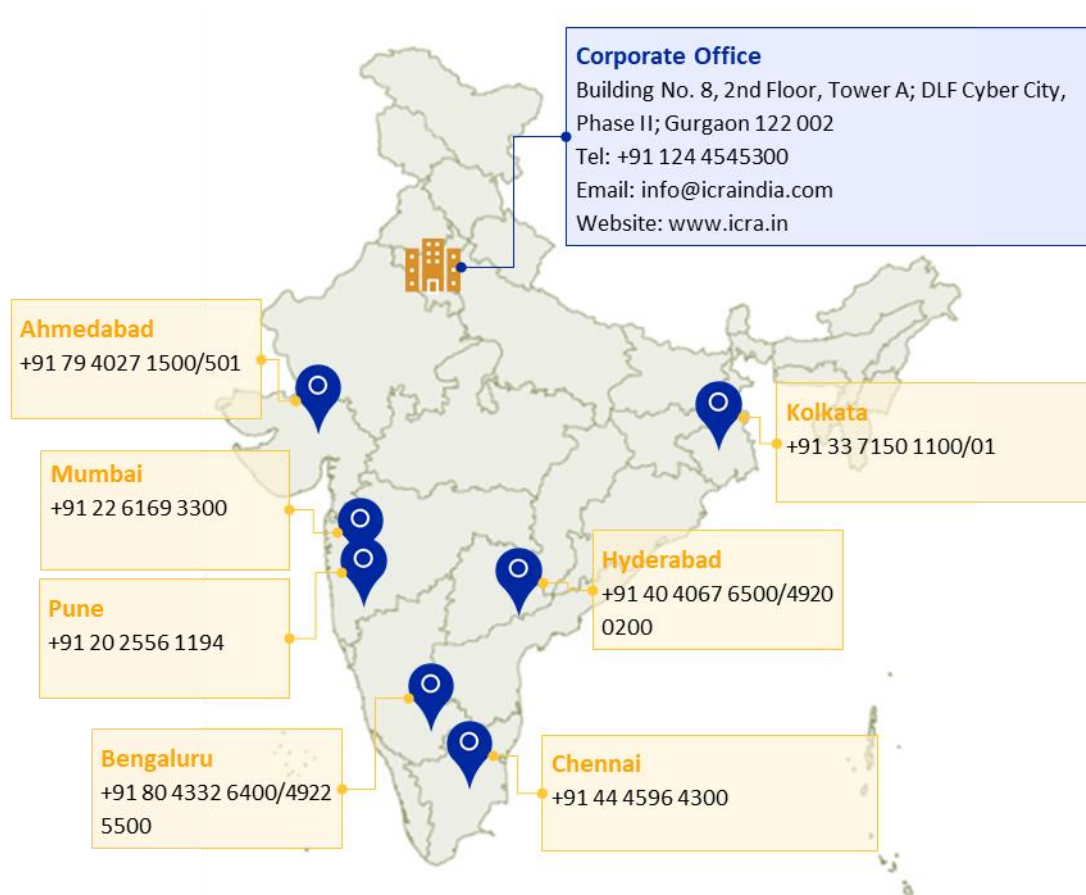 Corporate Office
Building No. 8, 2nd Floor, Tower A; DLF Cyber City,
Phase II; Gurgaon 122 002
Tel: +91 124 4545300
Email: info@icraindia.com
Website: www.icra.in
Ahmedabad
+91 79 4027 1500/501
Kolkata
+91 33 7150 1100/01
Mumbai
+91 22 6169 3300
Hyderabad
+91 40 4067 6500/4920
0200
Pune
+91 20 2556 1194
Bengaluru
+91 80 4332 6400/4922
5500
Chennai
+91 44 4596 4300